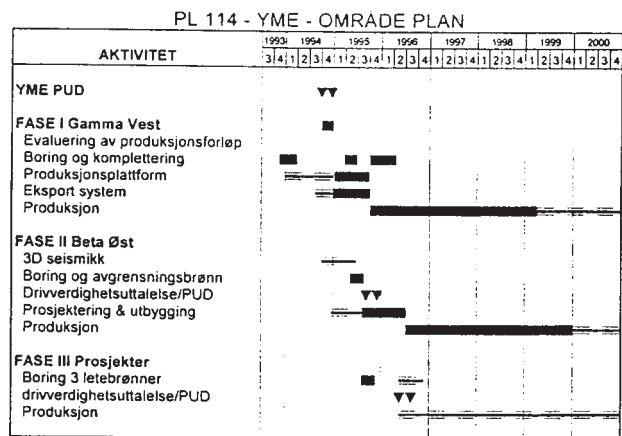 PL 114 - YME - OMRÅDE PLAN
AKTIVITET
1993 1994 1995 1996 1997 1998 1999 2000
3 4 1 2 3 4 1 2 3 4 1 2 3 4 1 2 3 4 1 2 3 4 1 2 3 4 1 2 3 4
YME PUD
FASE I Gamma Vest
Evaluering av produksjonsforløp
Boring og komplettering
Produksjonsplattform
Eksport system
Produksjon
FASE II Beta Øst
3D seismikk
Boring og avgrensningsbrønn
Drivverdighetsuttalelse/PUD
Prosjektering & utbygging
Produksjon
FASE III Prosjekter
Boring 3 letebrønner
drivverdighetsuttalelse/PUD
Produksjon